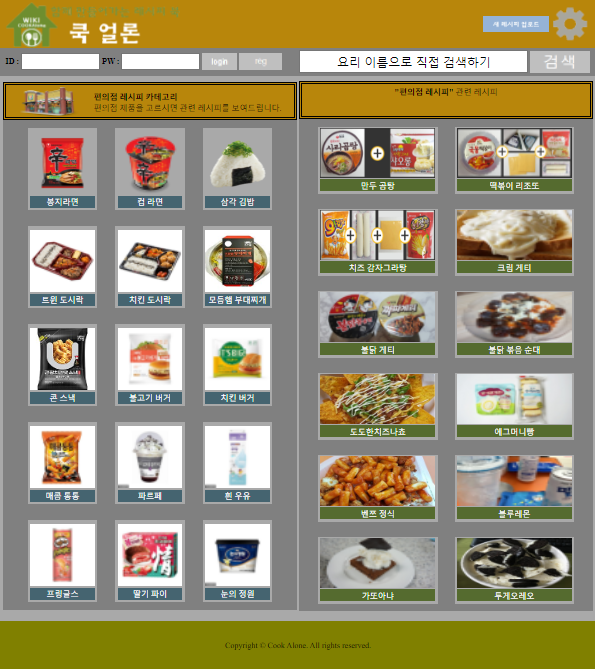 WIKI
쿡 얼론
새 레시피 업로드
ID :
PW :
login
reg
요리 이름으로 직접 검색하기
검색
편의점 레시피 카테고리
편의점 제품을 고르시면 관련 레시피를 보여드립니다.
"편의점 레시피" 관련 레시피
봉지라면
컵 라면
삼각 김밥
만두 곰탕
떡볶이 리조또
트윈 도시락
치킨 도시락
모듬햄 부대찌개
치즈 감자그라탕
크림 게티
콘 스낵
불고기 버거
치킨 버거
불닭 게티
불닭 볶음 순대
매콤 통통
파르페
흰 우유
도도한치즈나쵸
에그머니빵
벤쯔 정식
블루레몬
프링글스
딸기 파이
눈의 정원
가또아냐
투게오레오
Copyright © Cook Alone. All rights reserved.